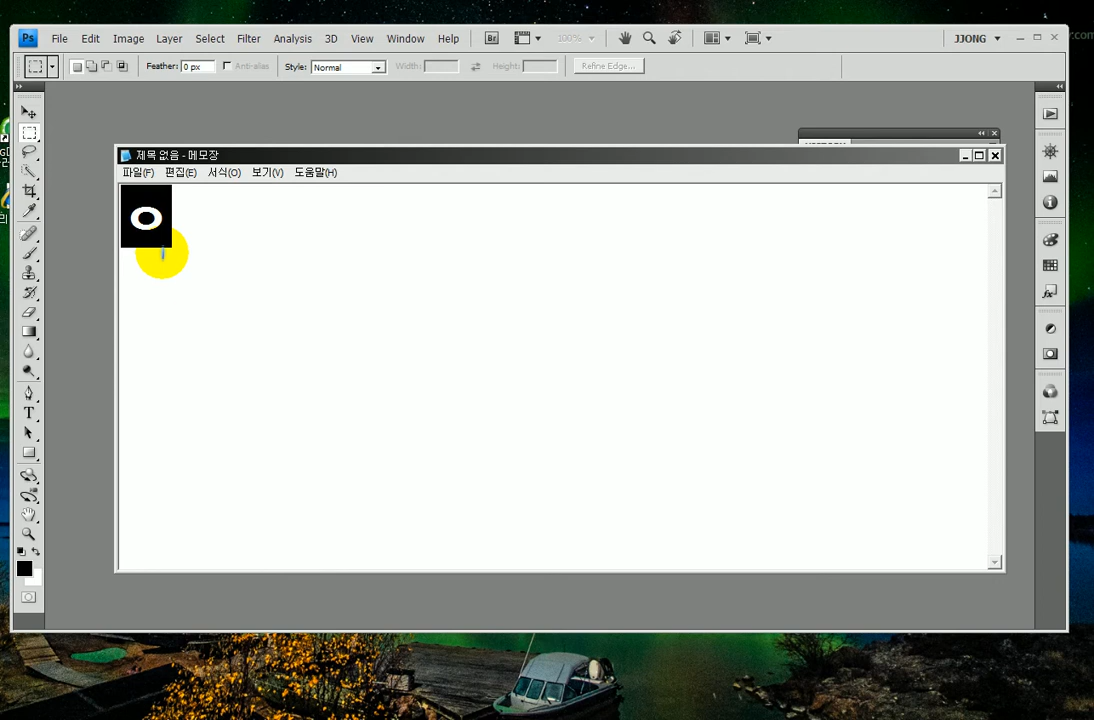 Ps File Edit Image Layer Select Filter Analysis 3D View Window Help Br 100% JJONG
Feather: 0 px Anti-alias Style: Normal Width: Height: Refine Edge...
제목 없음 - 메모장
파일(F) 편집(E) 서식(O) 보기(V) 도움말(H)
ㅇ
T